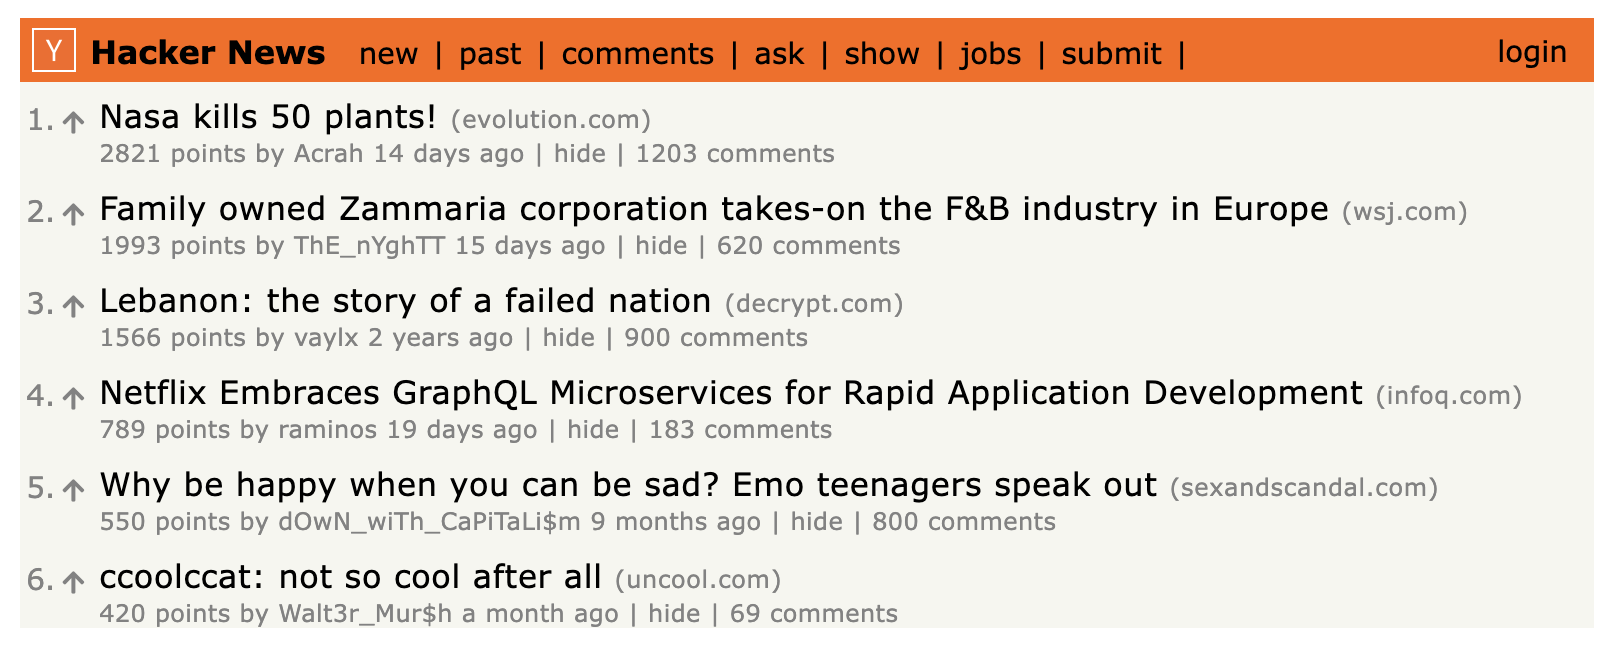 Y Hacker News new | past | comments | ask | show | jobs | submit | login
1. Nasa kills 50 plants! (evolution.com)
2821 points by Acrah 14 days ago | hide | 1203 comments
2. Family owned Zammaria corporation takes-on the F&B industry in Europe (wsj.com)
1993 points by ThE_nYghTT 15 days ago | hide | 620 comments
3. Lebanon: the story of a failed nation (decrypt.com)
1566 points by vaylx 2 years ago | hide | 900 comments
4. Netflix Embraces GraphQL Microservices for Rapid Application Development (infoq.com)
789 points by raminos 19 days ago | hide | 183 comments
5. Why be happy when you can be sad? Emo teenagers speak out (sexandscandal.com)
550 points by dOwN_wiTh_CaPiTaLi$m 9 months ago | hide | 800 comments
6. ccoolccat: not so cool after all (uncool.com)
420 points by Walt3r_Mur$h a month ago | hide | 69 comments